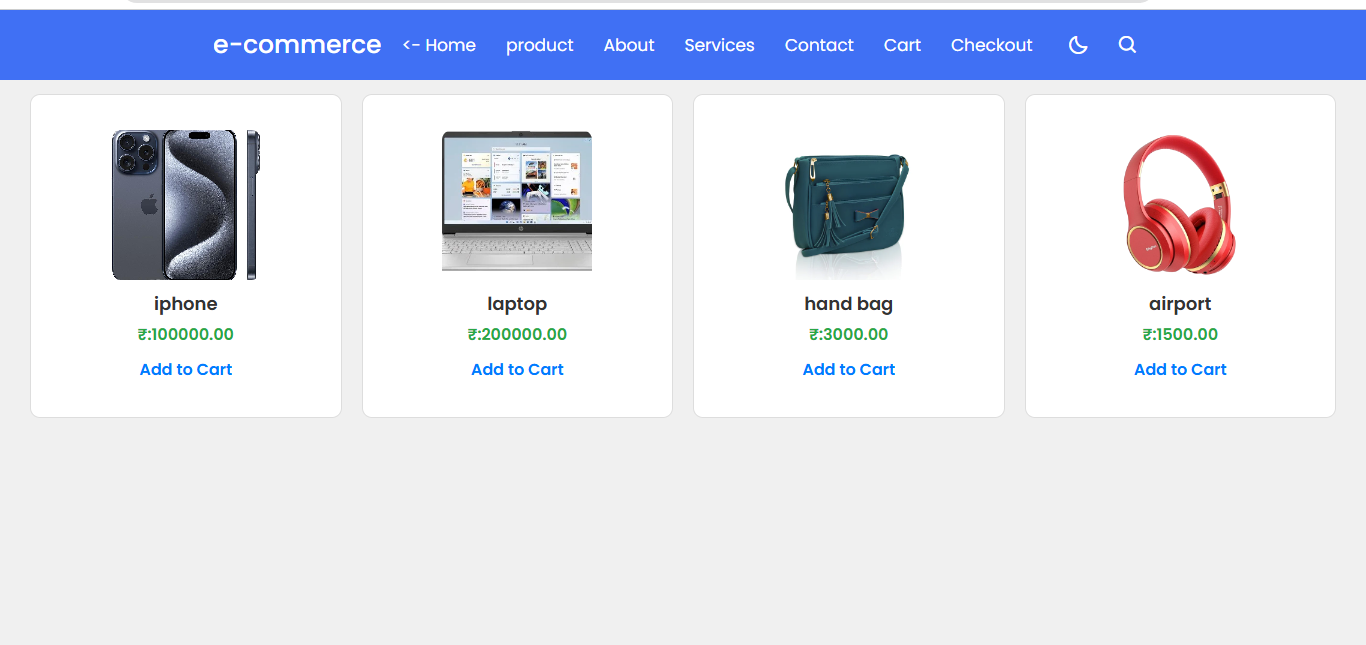 e-commerce <- Home product About Services Contact Cart Checkout
iphone laptop hand bag airport
₹:100000.00 ₹:200000.00 ₹:3000.00 ₹:1500.00
Add to Cart Add to Cart Add to Cart Add to Cart